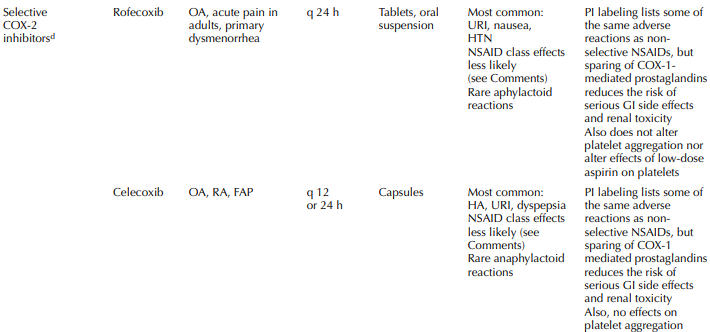 Selective
COX-2
inhibitorsd
Rofecoxib
OA, acute pain in
adults, primary
dysmenorrhea
q 24 h
Tablets, oral
suspension
Most common:
URI, nausea,
HTN
NSAID class effects
less likely
(see Comments)
Rare aphylactoid
reactions
PI labeling lists some of
the same adverse
reactions as non-
selective NSAIDs, but
sparing of COX-1-
mediated prostaglandins
reduces the risk of
serious GI side effects
and renal toxicity
Also does not alter
platelet aggregation nor
alter effects of low-dose
aspirin on platelets
Celecoxib
OA, RA, FAP
q 12
or 24 h
Capsules
Most common:
HA, URI, dyspepsia
NSAID class effects
less likely (see
Comments)
Rare anaphylactoid
reactions
PI labeling lists some of
the same adverse
reactions as non-
selective NSAIDs, but
sparing of COX-1
mediated prostaglandins
reduces the risk of
serious GI side effects
and renal toxicity
Also, no effects on
platelet aggregation